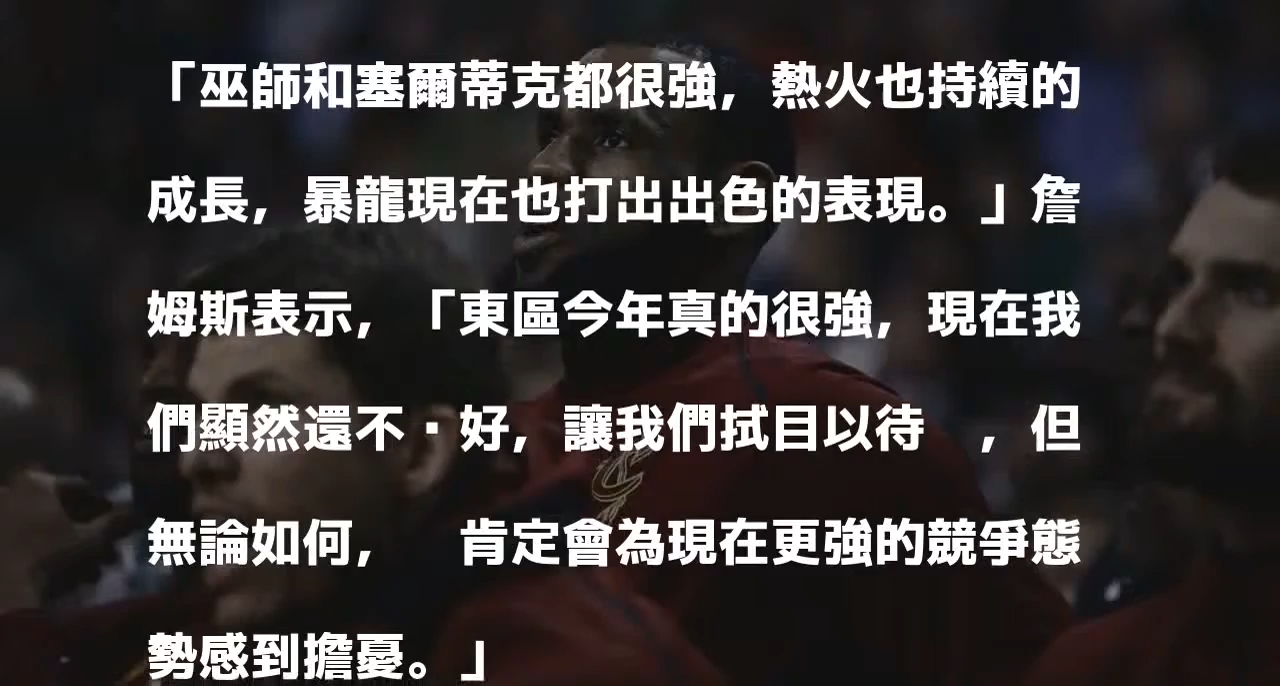 「巫師和塞爾蒂克都很強，熱火也持續的
成長，暴龍現在也打出出色的表現。」詹
姆斯表示，「東區今年真的很強，現在我
們顯然還不·好，讓我們拭目以待　，但
無論如何，　肯定會為現在更強的競爭態
勢感到擔憂。」